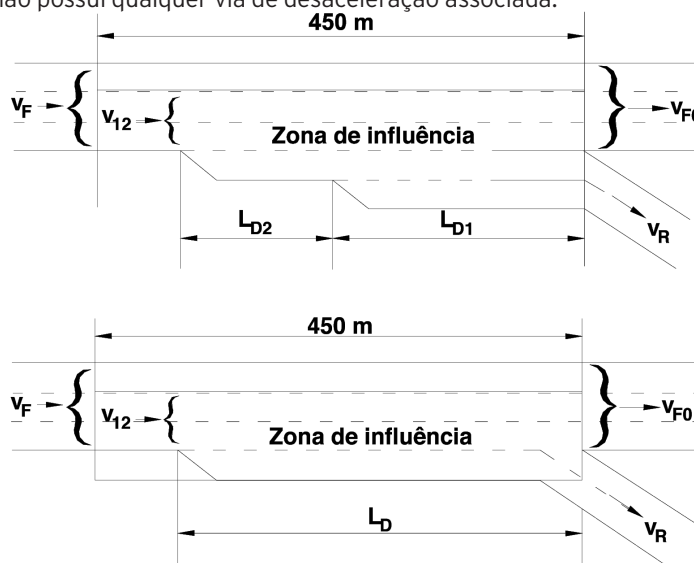 não possui qualquer via de desaceleração associada.
450 m
v_F
v_12
Zona de influência
v_F0
L_D2
L_D1
v_R
450 m
v_F
v_12
Zona de influência
v_F0
L_D
v_R